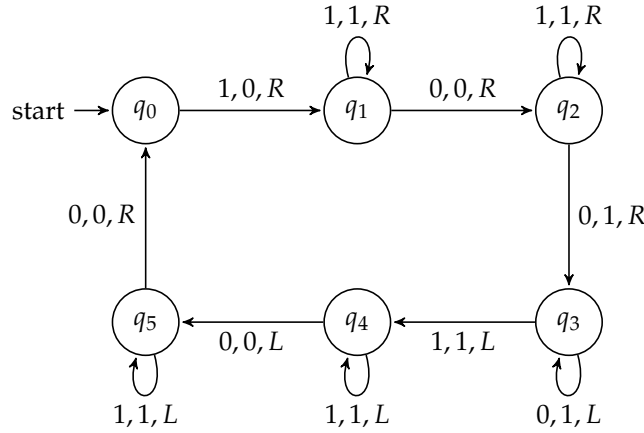 1, 1, R 1, 1, R
start q0 1, 0, R q1 0, 0, R q2
0, 0, R 0, 1, R
q5 0, 0, L q4 1, 1, L q3
1, 1, L 1, 1, L 0, 1, L